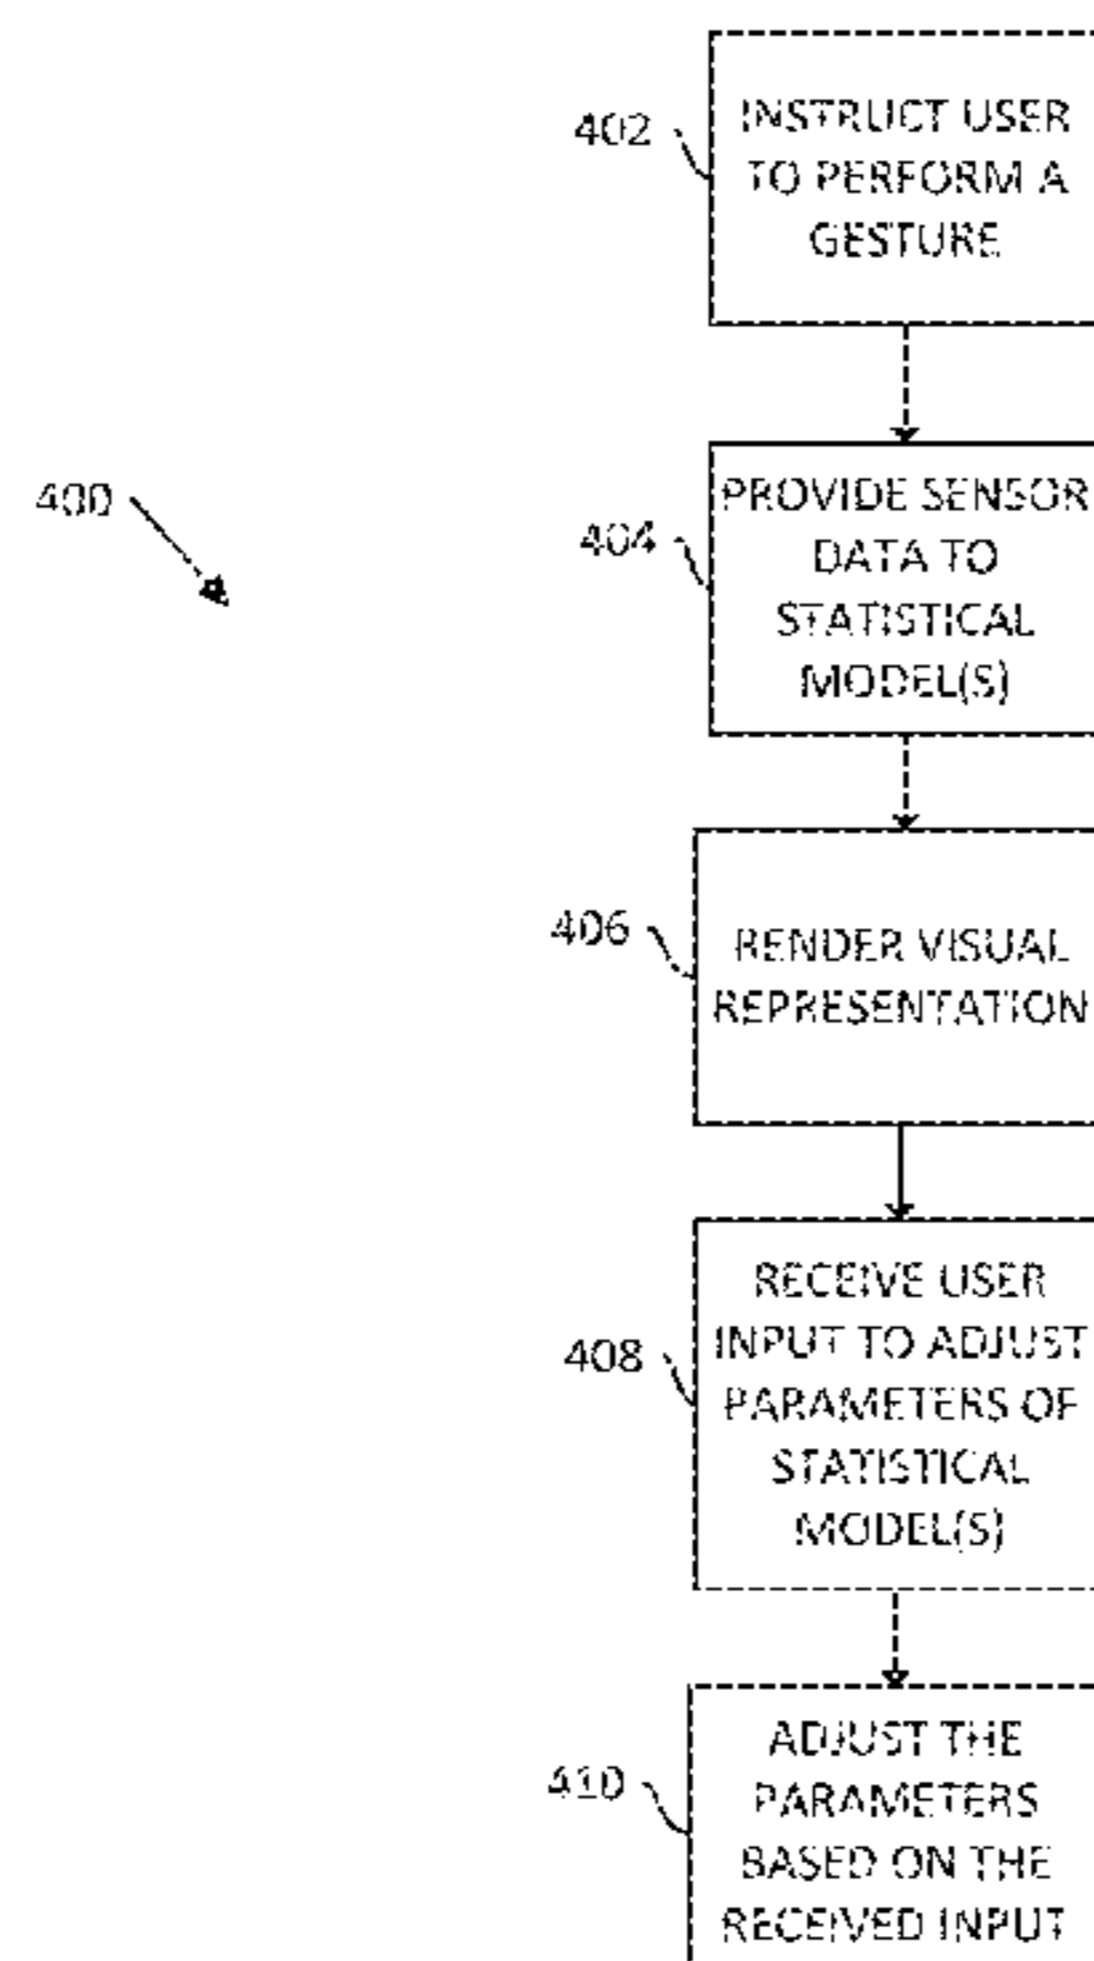 402
INSTRUCT USER
TO PERFORM A
GESTURE
400
404
PROVIDE SENSOR
DATA TO
STATISTICAL
MODEL(S)
406
RENDER VISUAL
REPRESENTATION
408
RECEIVE USER
INPUT TO ADJUST
PARAMETERS OF
STATISTICAL
MODEL(S)
410
ADJUST THE
PARAMETERS
BASED ON THE
RECEIVED INPUT